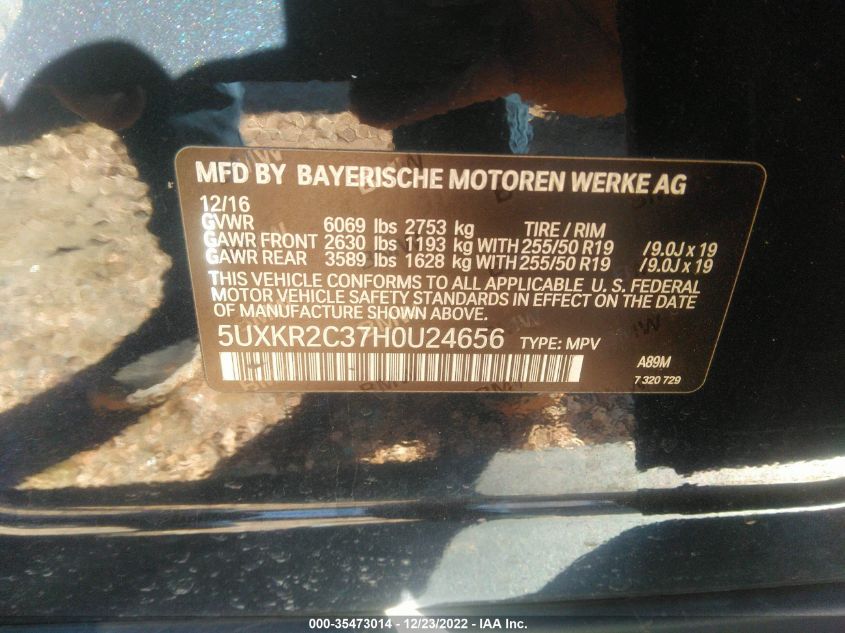 MFD BY BAYERISCHE MOTOREN WERKE AG
12/16
GVWR 6069 lbs 2753 kg TIRE / RIM
GAWR FRONT 2630 lbs 1193 kg WITH 255/50 R19 /9.0J x 19
GAWR REAR 3589 lbs 1628 kg WITH 255/50 R19 /9.0J x 19
THIS VEHICLE CONFORMS TO ALL APPLICABLE U. S. FEDERAL
MOTOR VEHICLE SAFETY STANDARDS IN EFFECT ON THE DATE
OF MANUFACTURE SHOWN ABOVE.
5UXKR2C37H0U24656 TYPE: MPV
A89M
7 320 729
000-35473014 - 12/23/2022 - IAA Inc.